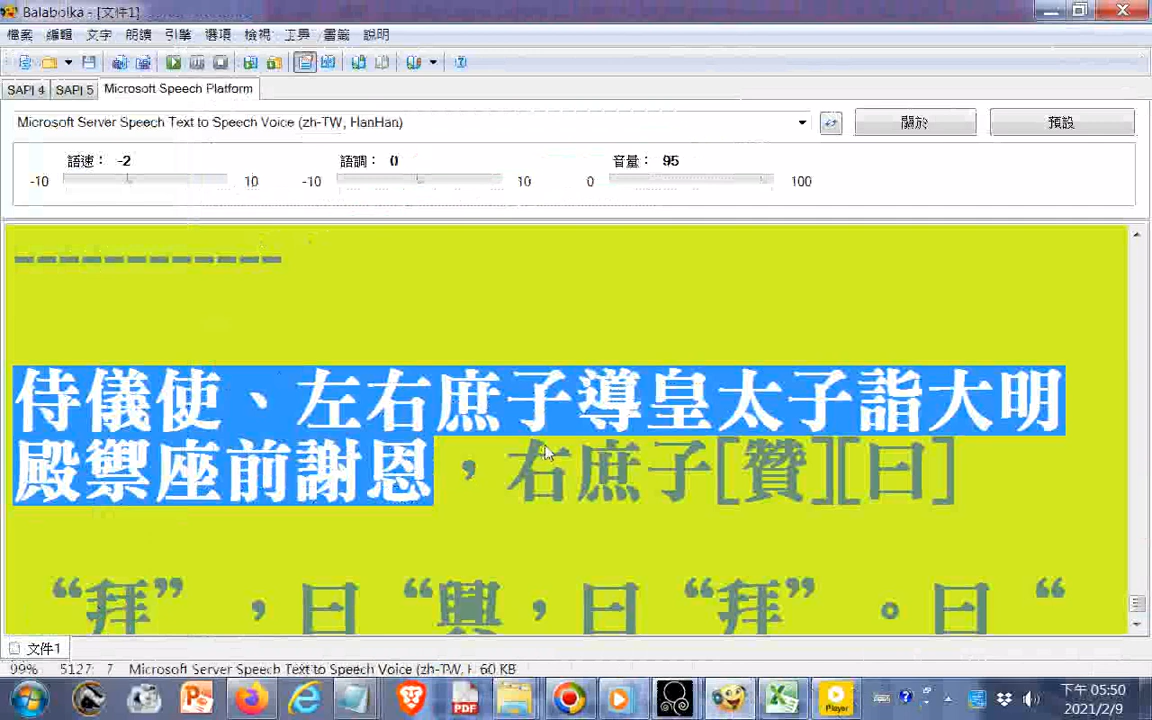 Balabolka - [文件1]
檔案 編輯 文字 朗讀 引擎 選項 檢視 工具 書籤 說明
SAPI 4 SAPI 5 Microsoft Speech Platform
Microsoft Server Speech Text to Speech Voice (zh-TW, HanHan) 關於 預設
語速： -2 語調： 0 音量： 95
-10 10 -10 10 0 100
------------
侍儀使、左右庶子導皇太子詣大明
殿禦座前謝恩，右庶子[贊][曰]
“拜”，曰“興，曰“拜”。曰“
文件1
99% 5127: 7 Microsoft Server Speech Text to Speech Voice (zh-TW, H 60 KB
PDF Player 下午 05:50
2021/2/9